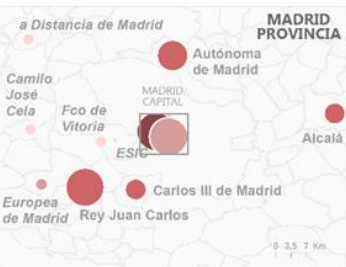 a Distancia de Madrid
MADRID
PROVINCIA
Autónoma
de Madrid
Camilo
José
Cela
MADRID
CAPITAL
Fco de
Vitoria
ESIC
Alcalá
Europea
de Madrid
Rey Juan Carlos
Carlos III de Madrid
0 3,5 7 Km